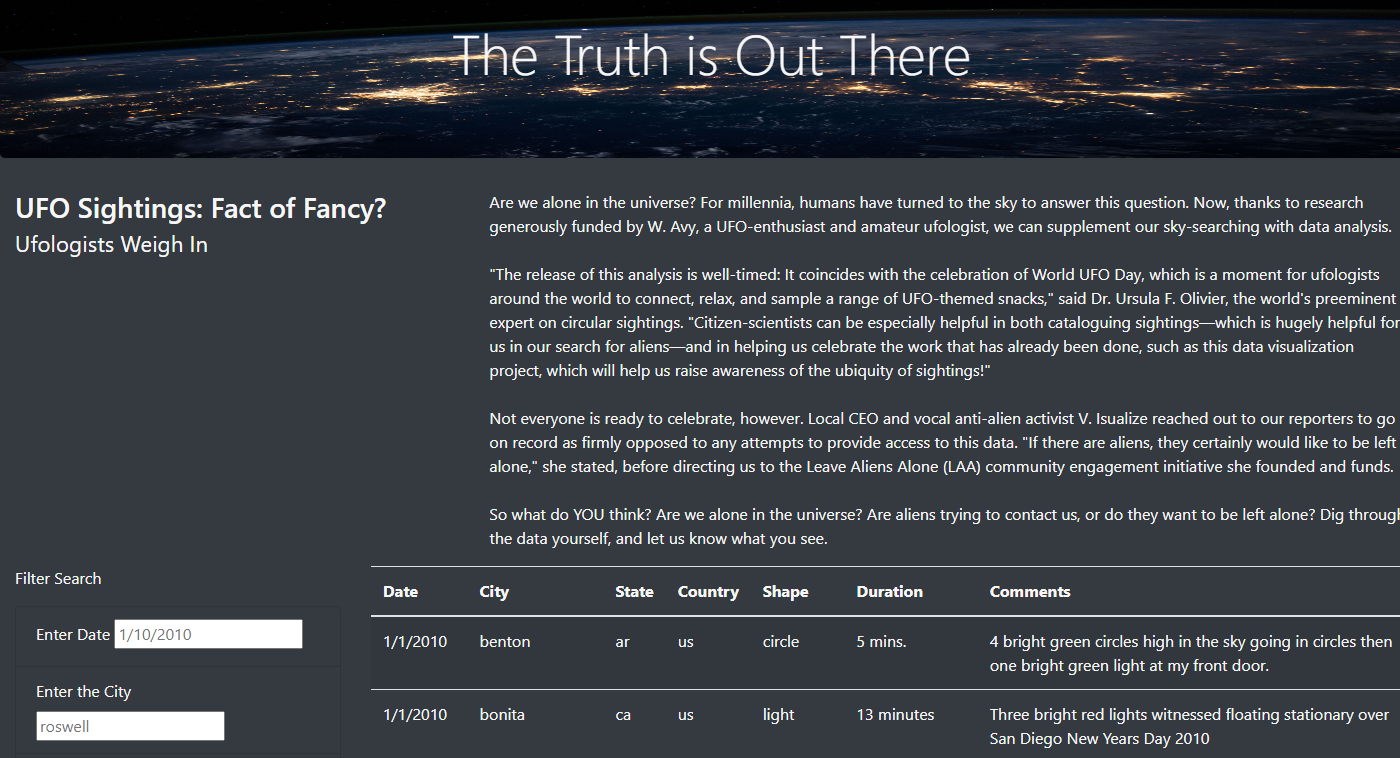 The Truth is Out There
UFO Sightings: Fact of Fancy?
Ufologists Weigh In
Are we alone in the universe? For millennia, humans have turned to the sky to answer this question. Now, thanks to research
generously funded by W. Avy, a UFO-enthusiast and amateur ufologist, we can supplement our sky-searching with data analysis.
"The release of this analysis is well-timed: It coincides with the celebration of World UFO Day, which is a moment for ufologists
around the world to connect, relax, and sample a range of UFO-themed snacks," said Dr. Ursula F. Olivier, the world's preeminent
expert on circular sightings. "Citizen-scientists can be especially helpful in both cataloguing sightings—which is hugely helpful for
us in our search for aliens—and in helping us celebrate the work that has already been done, such as this data visualization
project, which will help us raise awareness of the ubiquity of sightings!"
Not everyone is ready to celebrate, however. Local CEO and vocal anti-alien activist V. Isualize reached out to our reporters to go
on record as firmly opposed to any attempts to provide access to this data. "If there are aliens, they certainly would like to be left
alone," she stated, before directing us to the Leave Aliens Alone (LAA) community engagement initiative she founded and funds.
So what do YOU think? Are we alone in the universe? Are aliens trying to contact us, or do they want to be left alone? Dig through
the data yourself, and let us know what you see.
Filter Search
Enter Date 1/10/2010
Enter the City
roswell
Date City State Country Shape Duration Comments
1/1/2010 benton ar us circle 5 mins. 4 bright green circles high in the sky going in circles then
one bright green light at my front door.
1/1/2010 bonita ca us light 13 minutes Three bright red lights witnessed floating stationary over
San Diego New Years Day 2010